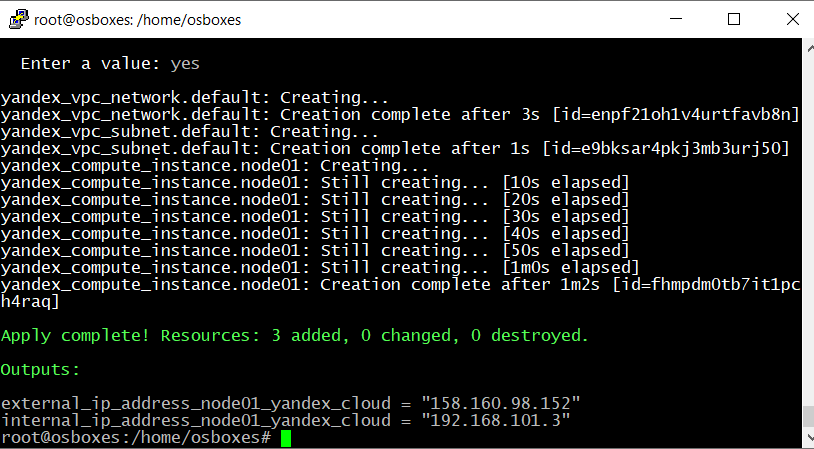 root@osboxes: /home/osboxes
Enter a value: yes
yandex_vpc_network.default: Creating...
yandex_vpc_network.default: Creation complete after 3s [id=enpf21oh1v4urtfavb8n]
yandex_vpc_subnet.default: Creating...
yandex_vpc_subnet.default: Creation complete after 1s [id=e9bksar4pkj3mb3urj50]
yandex_compute_instance.node01: Creating...
yandex_compute_instance.node01: Still creating... [10s elapsed]
yandex_compute_instance.node01: Still creating... [20s elapsed]
yandex_compute_instance.node01: Still creating... [30s elapsed]
yandex_compute_instance.node01: Still creating... [40s elapsed]
yandex_compute_instance.node01: Still creating... [50s elapsed]
yandex_compute_instance.node01: Still creating... [1m0s elapsed]
yandex_compute_instance.node01: Creation complete after 1m2s [id=fhmpdm0tb7it1pc
h4raq]
Apply complete! Resources: 3 added, 0 changed, 0 destroyed.
Outputs:
external_ip_address_node01_yandex_cloud = "158.160.98.152"
internal_ip_address_node01_yandex_cloud = "192.168.101.3"
root@osboxes:/home/osboxes#